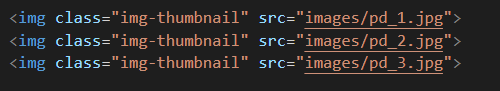 <img class="img-thumbnail" src="images/pd_1.jpg">
<img class="img-thumbnail" src="images/pd_2.jpg">
<img class="img-thumbnail" src="images/pd_3.jpg">